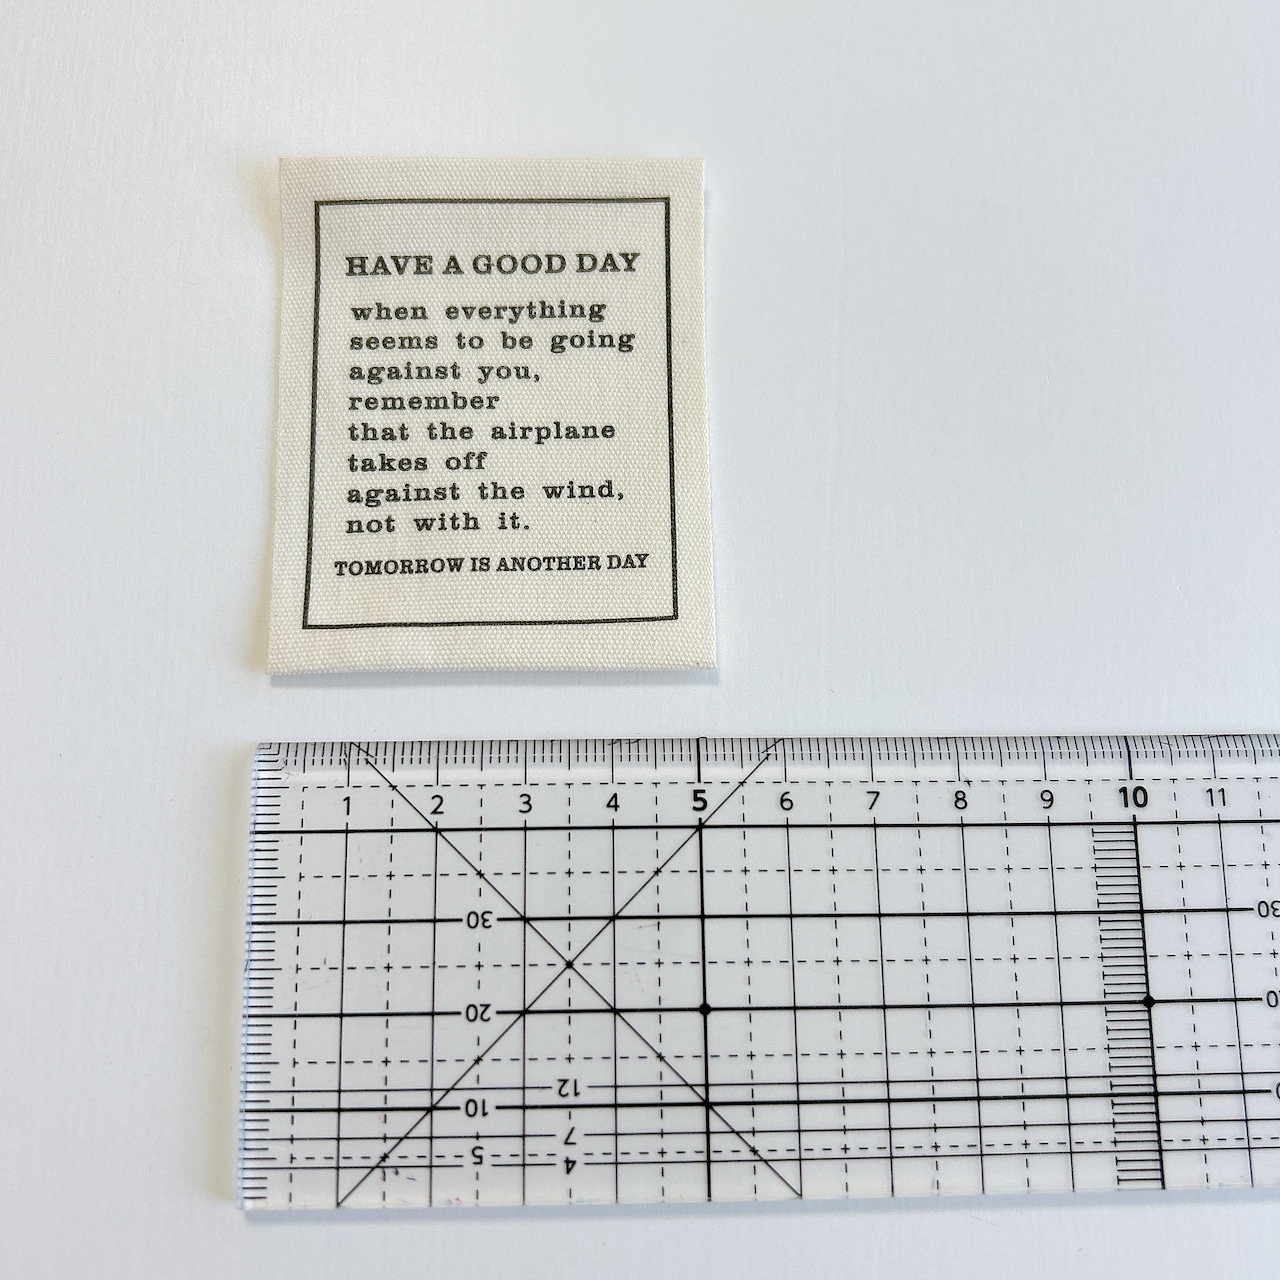 HAVE A GOOD DAY
when everything
seems to be going
against you,
remember
that the airplane
takes off
against the wind,
not with it.
TOMORROW IS ANOTHER DAY
1 2 3 4 5 6 7 8 9 10 11
30 30
20
12
10
7
5 4